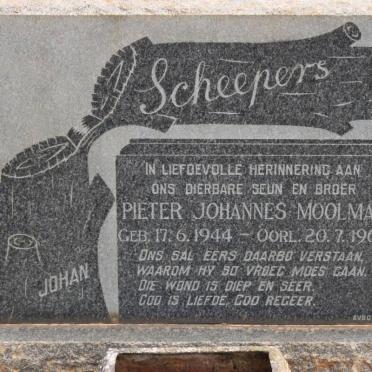 Scheepers
IN LIEFDEVOLLE HERINNERING AAN
ONS DIERBARE SEUN EN BROER
PIETER JOHANNES MOOLMA
GEB. 17.6.1944 – OORL. 20.7.196
ONS SAL EERS DAARBO VERSTAAN,
WAAROM HY SO VROEG MOES GAAN.
DIE WOND IS DIEP EN SEER,
GOD IS LIEFDE, GOD REGEER.
JOHAN